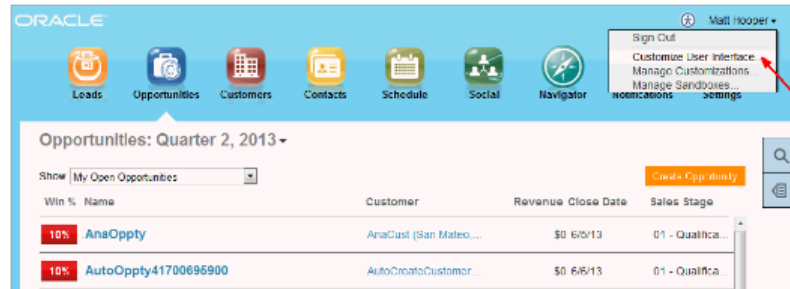 ORACLE
Matt Hooper
Sign Out
Customize User Interface...
Manage Customizations...
Manage Sandboxes...
Leads Opportunities Customers Contacts Schedule Social Navigator Notifications Settings
Opportunities: Quarter 2, 2013
Show My Open Opportunities Create Opportunity
Win % Name Customer Revenue Close Date Sales Stage
10% AnaOppty AnaCust (San Mateo,... $0 6/5/13 01 - Qualifica...
10% AutoOppty41700695900 AutoCreateCustomer... $0 6/6/13 01 - Qualifica...